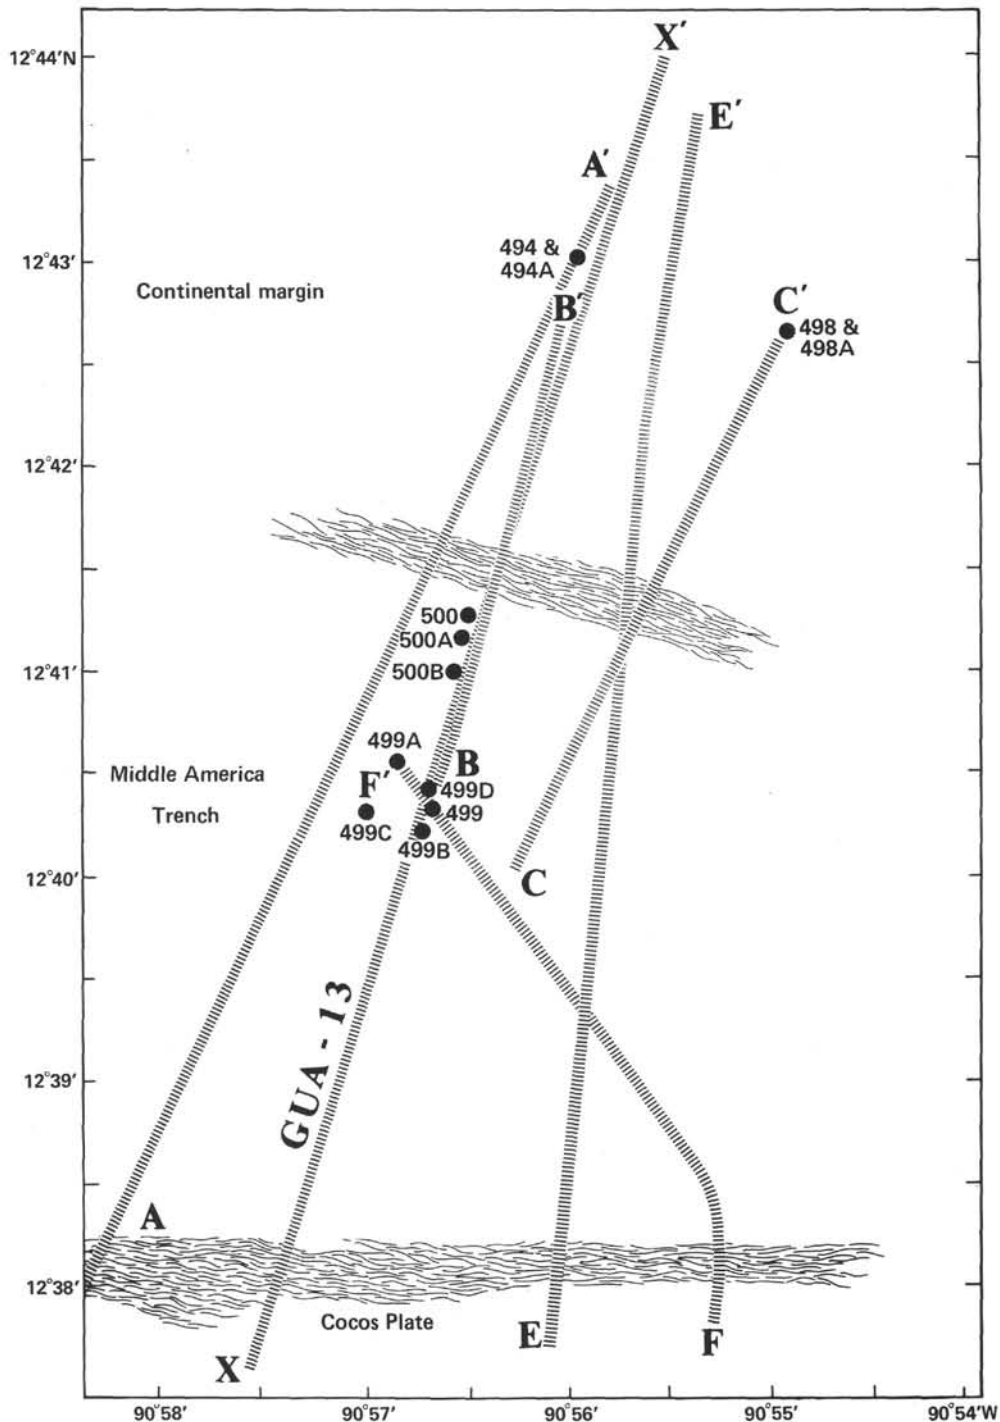 X′
12°44′N
E′
A′
494 &
494A
12°43′
Continental margin
B′
C′
498 &
498A
12°42′
500
500A
500B
12°41′
499A
B
Middle America
Trench
F′
499D
499
499C
499B
12°40′
C
GUA - 13
12°39′
A
12°38′
Cocos Plate
E
F
X
90°58′
90°57′
90°56′
90°55′
90°54′W